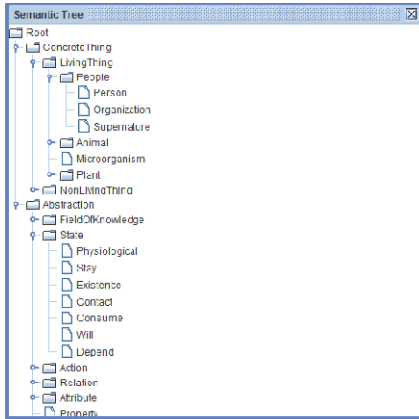 Semantic Tree
Root
ConcreteThing
LivingThing
People
Person
Organization
Supernature
Animal
Microorganism
Plant
NonLivingThing
Abstraction
FieldOfKnowledge
State
Physiological
Stay
Existence
Contact
Consume
Will
Depend
Action
Relation
Attribute
Property